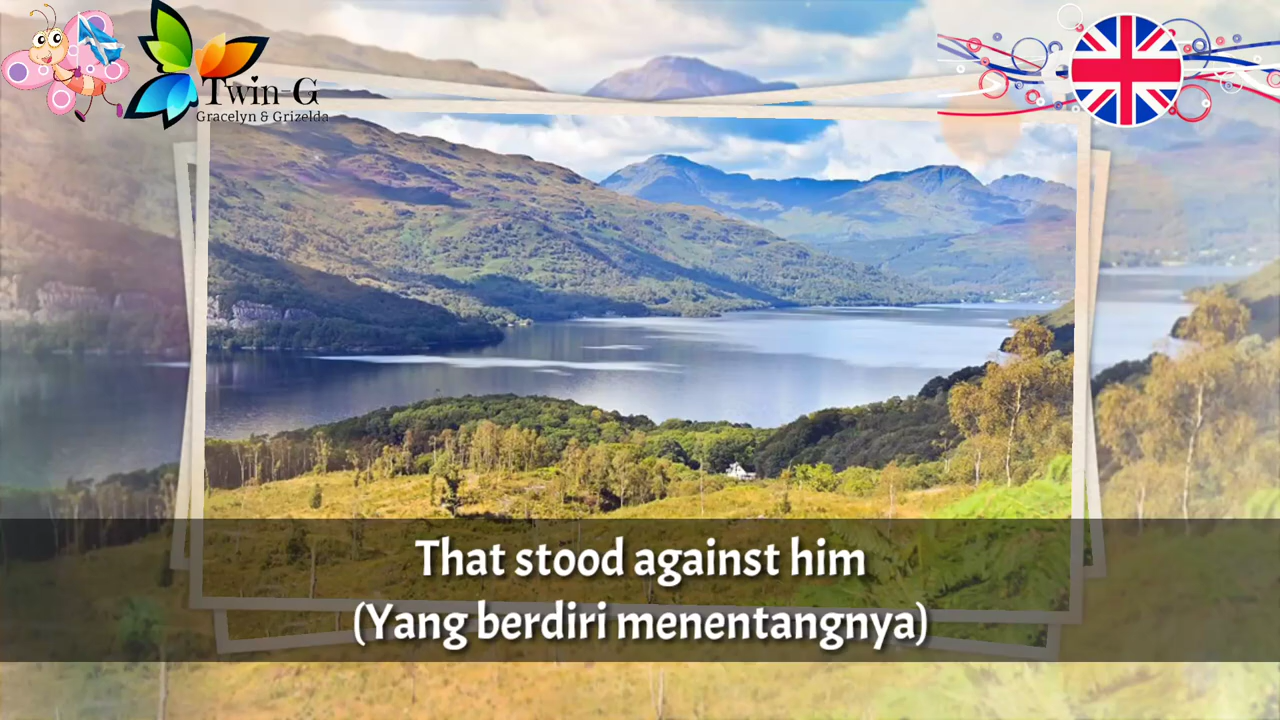 Twin-G
Gracelyn & Grizelda
That stood against him
(Yang berdiri menentangnya)